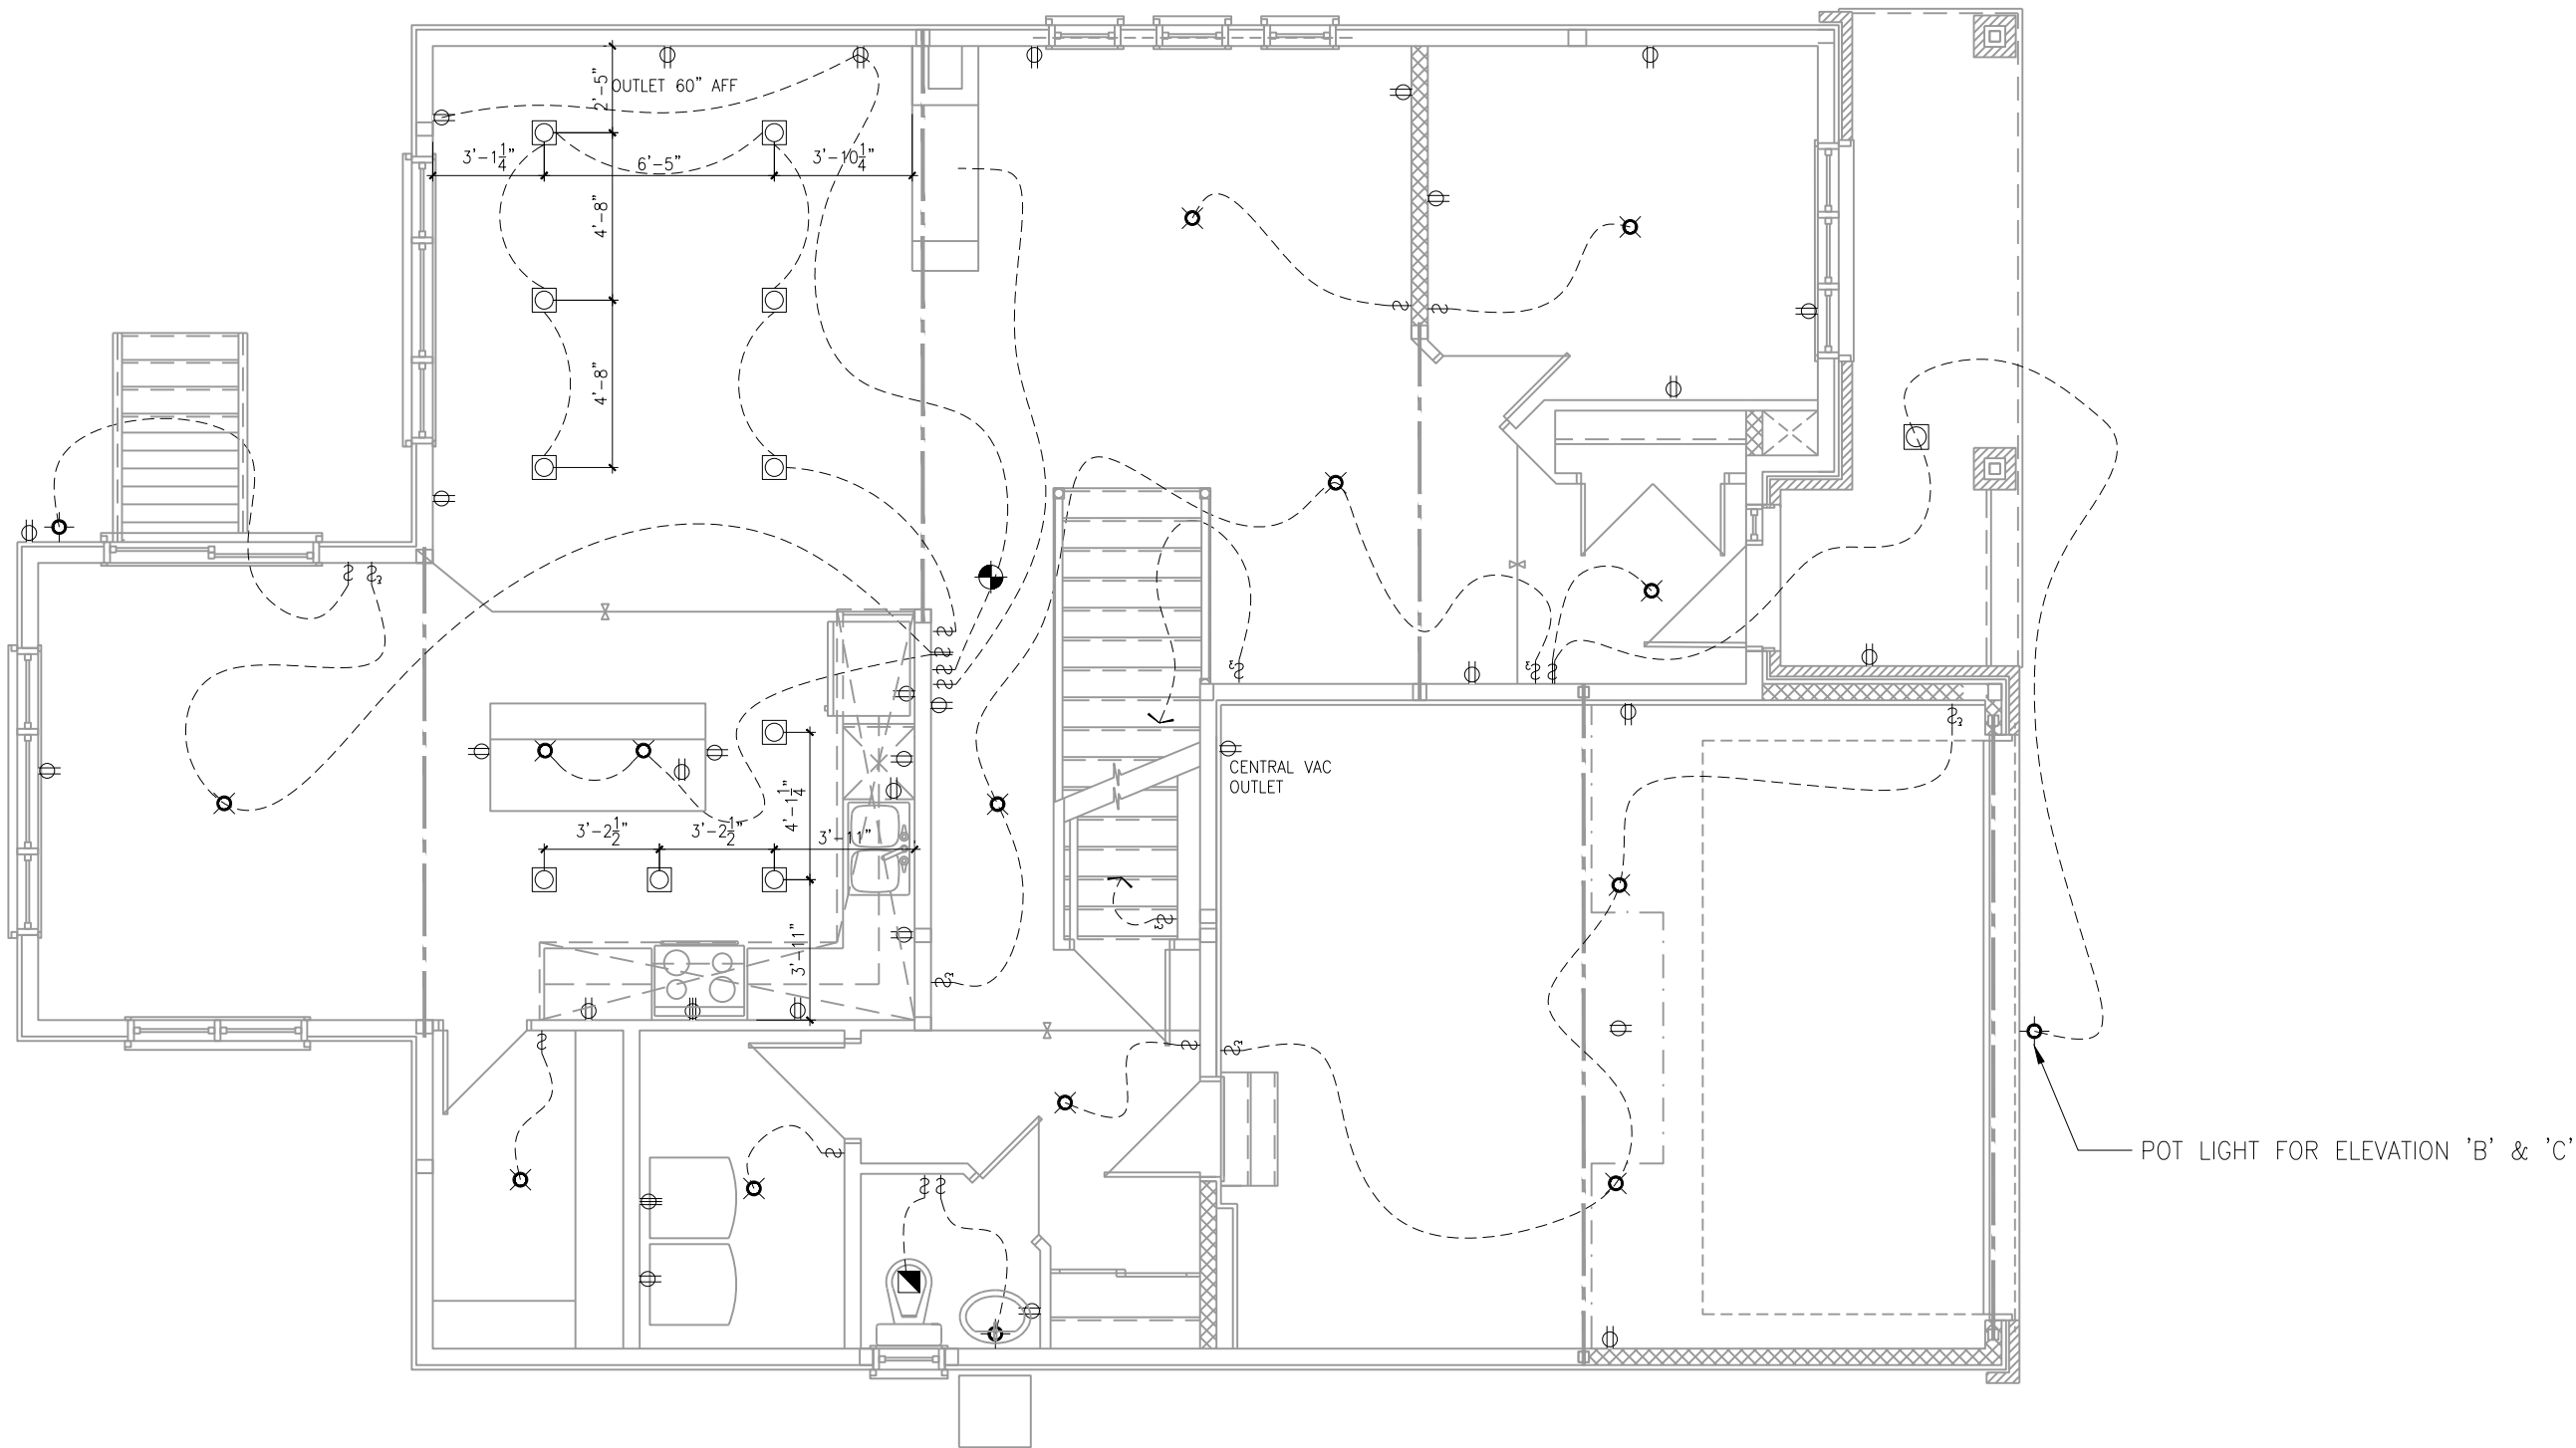 2'-5"
OUTLET 60" AFF
3'-1 1/4"
6'-5"
3'-10 1/4"
4'-8"
4'-8"
CENTRAL VAC
OUTLET
4'-1 1/4"
3'-2 1/2"
3'-2 1/2"
3'-11"
3'-11"
POT LIGHT FOR ELEVATION 'B' & 'C'